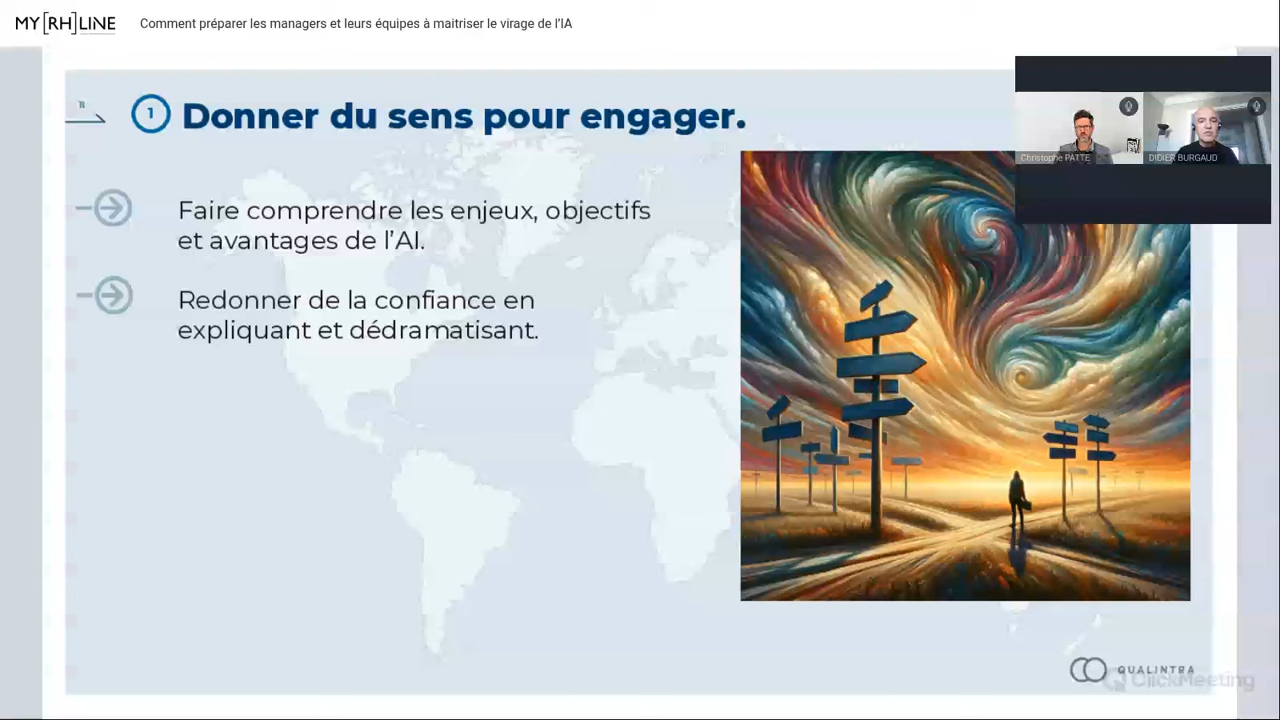 MY[RH]LINE
Comment préparer les managers et leurs équipes à maitriser le virage de l’IA
1 Donner du sens pour engager.
Christophe PATTE
DIDIER BURGAUD
Faire comprendre les enjeux, objectifs
et avantages de l’AI.
Redonner de la confiance en
expliquant et dédramatisant.
QUALINTRA
ClickMeeting